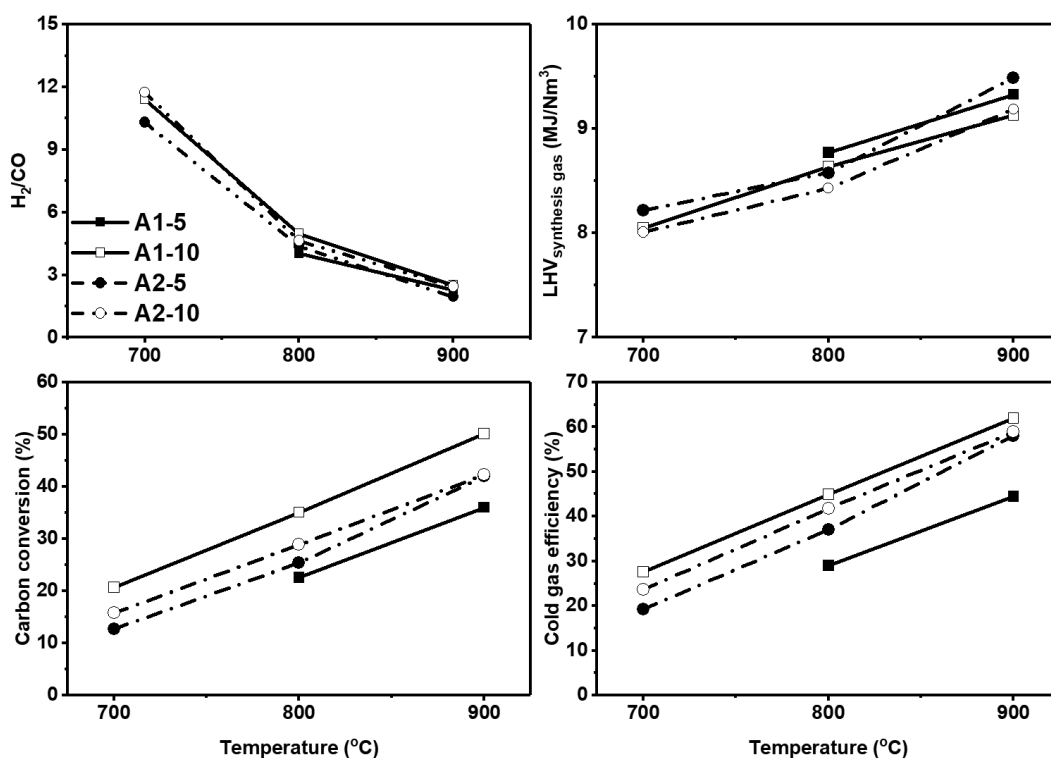 15
12
9
6
3
0
H₂/CO
A1-5
A1-10
A2-5
A2-10
700 800 900
10
9
8
7
LHV_synthesis gas (MJ/Nm³)
700 800 900
60
50
40
30
20
10
0
Carbon conversion (%)
700 800 900
Temperature (°C)
70
60
50
40
30
20
10
0
Cold gas efficiency (%)
700 800 900
Temperature (°C)